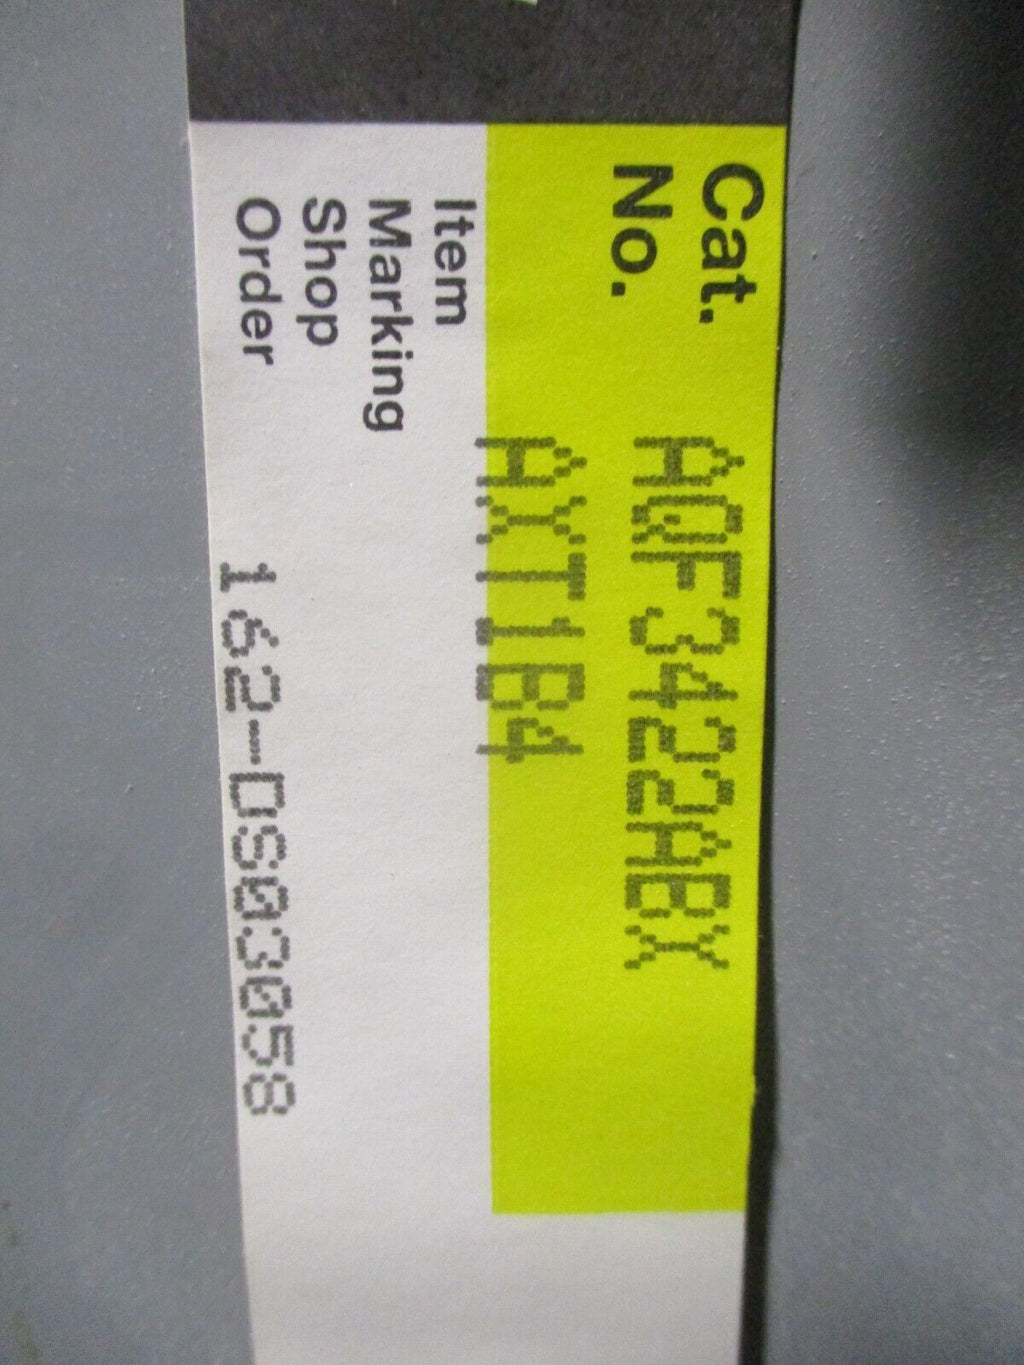 Cat.
No.
AQF3422ABX
AXT1B4
Item
Marking
Shop
Order
162-DS03058